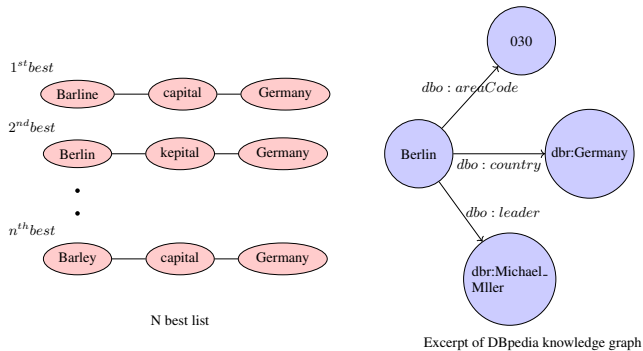 1st best
Barline capital Germany
2nd best
Berlin kepital Germany
nth best
Barley capital Germany
N best list
030
dbo : areaCode
Berlin
dbo : country
dbr:Germany
dbo : leader
dbr:Michael_
Mller
Excerpt of DBpedia knowledge graph